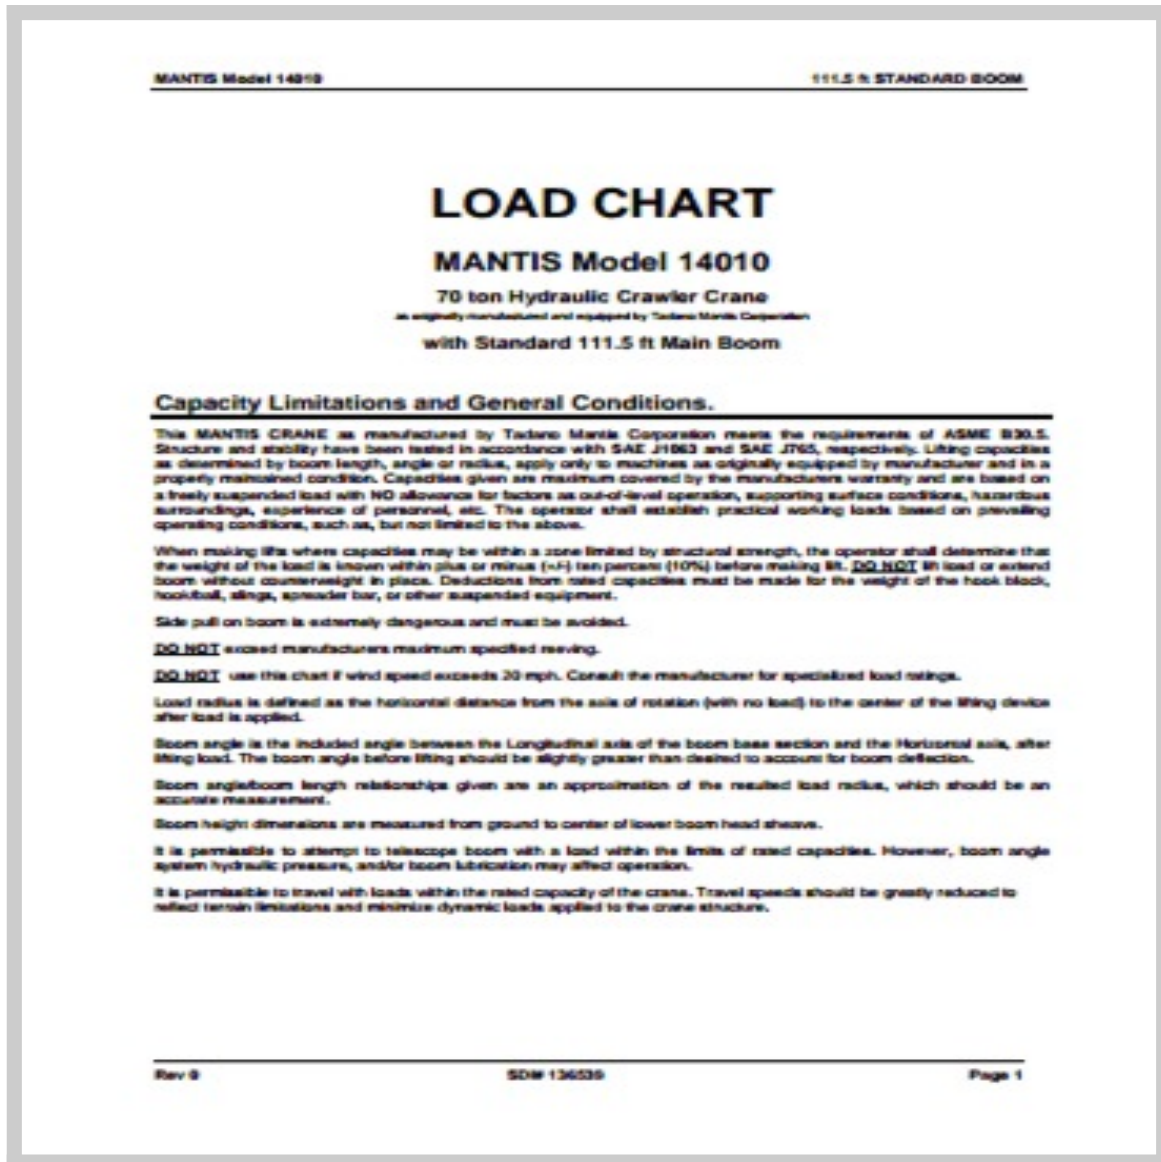 MANTIS Model 14010 111.5 ft STANDARD BOOM
LOAD CHART
MANTIS Model 14010
70 ton Hydraulic Crawler Crane
as originally manufactured and equipped by Tadano Mantis Corporation
with Standard 111.5 ft Main Boom
Capacity Limitations and General Conditions.
This MANTIS CRANE as manufactured by Tadano Mantis Corporation meets the requirements of ASME B30.5.
Structure and stability have been tested in accordance with SAE J1063 and SAE J765, respectively. Lifting capacities
as determined by boom length, angle or radius, apply only to machines as originally equipped by manufacturer and in a
properly maintained condition. Capacities given are maximum covered by the manufacturers warranty and are based on
a freely suspended load with NO allowance for factors as out-of-level operation, supporting surface conditions, hazardous
surroundings, experience of personnel, etc. The operator shall establish practical working loads based on prevailing
operating conditions, such as, but not limited to the above.
When making lifts where capacities may be within a zone limited by structural strength, the operator shall determine that
the weight of the load is known within plus or minus (+/-) ten percent (10%) before making lift. DO NOT lift load or extend
boom without counterweight in place. Deductions from rated capacities must be made for the weight of the hook block,
hook/ball, slings, spreader bar, or other suspended equipment.
Side pull on boom is extremely dangerous and must be avoided.
DO NOT exceed manufacturers maximum specified reeving.
DO NOT use this chart if wind speed exceeds 20 mph. Consult the manufacturer for specialized load ratings.
Load radius is defined as the horizontal distance from the axis of rotation (with no load) to the center of the lifting device
after load is applied.
Boom angle is the included angle between the Longitudinal axis of the boom base section and the Horizontal axis, after
lifting load. The boom angle before lifting should be slightly greater than desired to account for boom deflection.
Boom angle/boom length relationships given are an approximation of the resulted load radius, which should be an
accurate measurement.
Boom height dimensions are measured from ground to center of lower boom head sheave.
It is permissible to attempt to telescope boom with a load within the limits of rated capacities. However, boom angle
system hydraulic pressure, and/or boom lubrication may affect operation.
It is permissible to travel with loads within the rated capacity of the crane. Travel speeds should be greatly reduced to
reflect terrain limitations and minimize dynamic loads applied to the crane structure.
Rev 0 SDI# 136539 Page 1